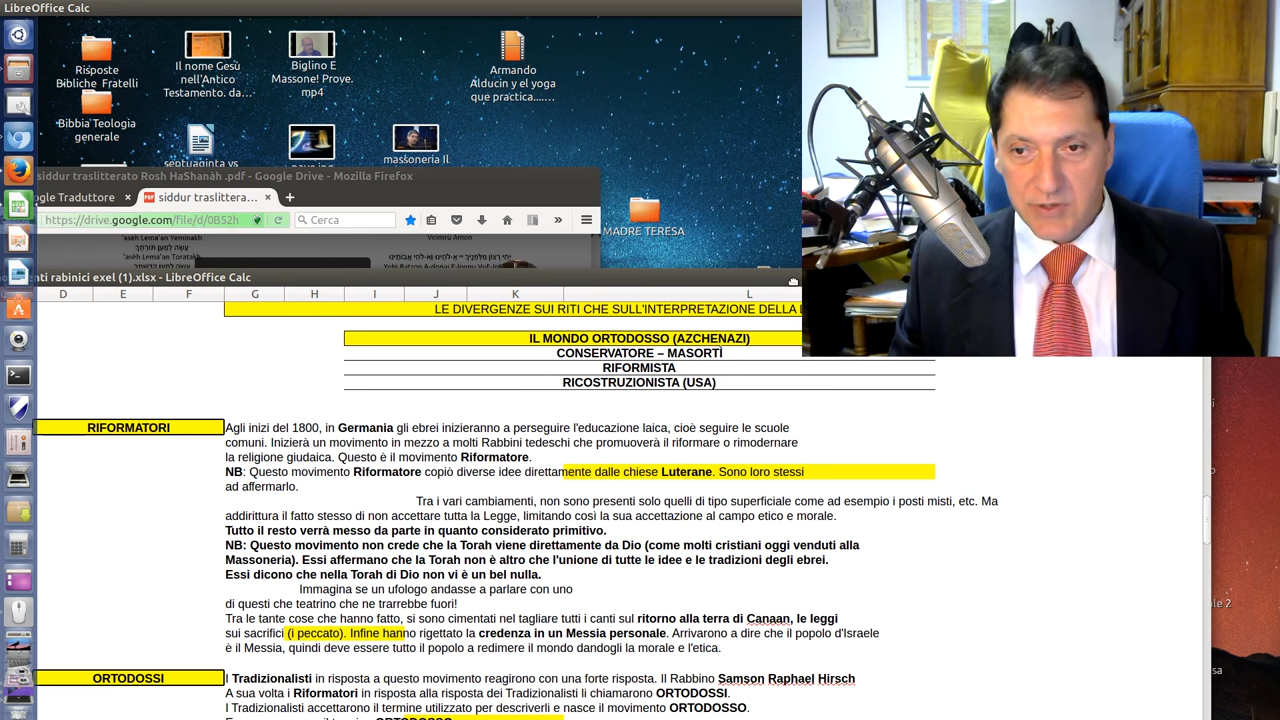 LibreOffice Calc
Risposte
Bibliche_Fratelli
Il nome Gesù
nell'Antico
Testamento. da...
Biglino E
Massone! Prove.
mp4
Armando
Alducin y el yoga
que practica.…...
Bibbia Teologia
generale
septuaginta vs
massoneria Il
MADRE TERESA
siddur traslitterato Rosh HaShanàh .pdf - Google Drive - Mozilla Firefox
gle Traduttore
siddur traslittera...
https://drive.google.com/file/d/0B52h
Cerca
'aséh Lema'an Yeminakh
'aséh Lema'an Toratakh
nti rabinici exel (1).xlsx - LibreOffice Calc
D E F G H I J K L
LE DIVERGENZE SUI RITI CHE SULL'INTERPRETAZIONE DELLA
IL MONDO ORTODOSSO (AZCHENAZI)
CONSERVATORE – MASORTÌ
RIFORMISTA
RICOSTRUZIONISTA (USA)
RIFORMATORI
Agli inizi del 1800, in Germania gli ebrei inizieranno a perseguire l'educazione laica, cioè seguire le scuole
comuni. Inizierà un movimento in mezzo a molti Rabbini tedeschi che promuoverà il riformare o rimodernare
la religione giudaica. Questo è il movimento Riformatore.
NB: Questo movimento Riformatore copiò diverse idee direttamente dalle chiese Luterane. Sono loro stessi
ad affermarlo.
Tra i vari cambiamenti, non sono presenti solo quelli di tipo superficiale come ad esempio i posti misti, etc. Ma
addirittura il fatto stesso di non accettare tutta la Legge, limitando così la sua accettazione al campo etico e morale.
Tutto il resto verrà messo da parte in quanto considerato primitivo.
NB: Questo movimento non crede che la Torah viene direttamente da Dio (come molti cristiani oggi venduti alla
Massoneria). Essi affermano che la Torah non è altro che l'unione di tutte le idee e le tradizioni degli ebrei.
Essi dicono che nella Torah di Dio non vi è un bel nulla.
Immagina se un ufologo andasse a parlare con uno
di questi che teatrino che ne trarrebbe fuori!
Tra le tante cose che hanno fatto, si sono cimentati nel tagliare tutti i canti sul ritorno alla terra di Canaan, le leggi
sui sacrifici (i peccato). Infine hanno rigettato la credenza in un Messia personale. Arrivarono a dire che il popolo d'Israele
è il Messia, quindi deve essere tutto il popolo a redimere il mondo dandogli la morale e l'etica.
ORTODOSSI
I Tradizionalisti in risposta a questo movimento reagliono con una forte risposta. Il Rabbino Samson Raphael Hirsch
A sua volta i Riformatori in risposta alla risposta dei Tradizionalisti li chiamarono ORTODOSSI.
I Tradizionalisti accettarono il termine utilizzato per descriverli e nasce il movimento ORTODOSSO.
ile 2